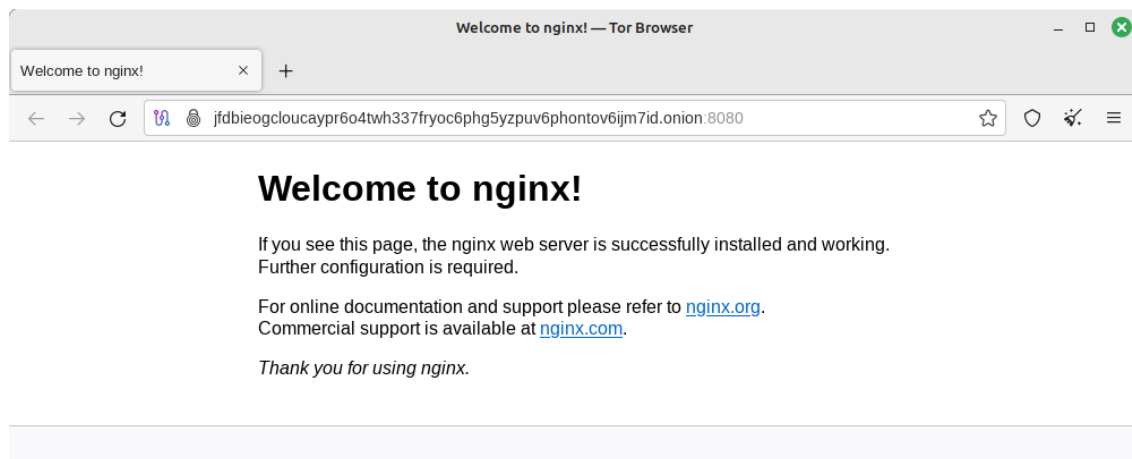 Welcome to nginx! — Tor Browser
Welcome to nginx!
jfdbieogcloucaypr6o4twh337fryoc6phg5yzpuv6phontov6ijm7id.onion:8080
Welcome to nginx!
If you see this page, the nginx web server is successfully installed and working.
Further configuration is required.
For online documentation and support please refer to nginx.org.
Commercial support is available at nginx.com.
Thank you for using nginx.